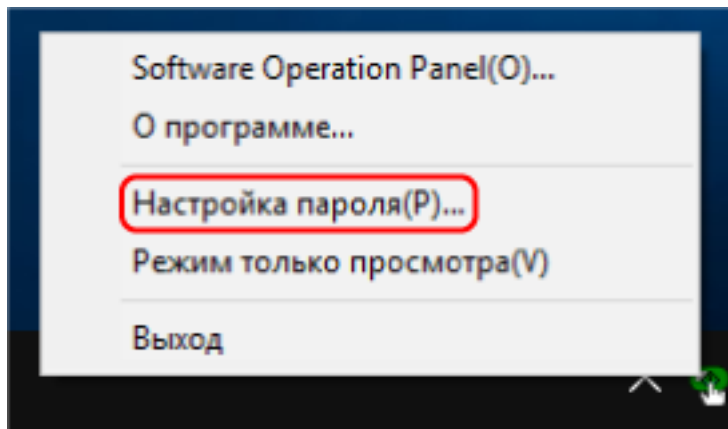 Software Operation Panel(O)...
О программе...
Настройка пароля(P)...
Режим только просмотра(V)
Выход